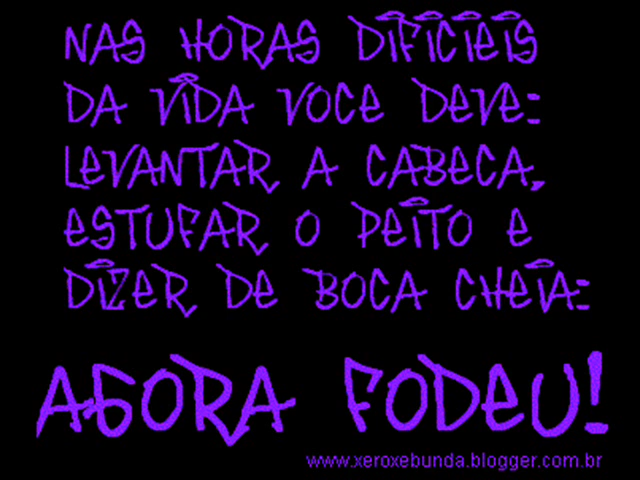 NAS HORAS DIFICIEIS
DA VIDA VOCE DEVE:
LEVANTAR A CABECA,
ESTUFAR O PEITO E
DIZER DE BOCA CHEIA:
AGORA FODEU!
www.xeroxebunda.blogger.com.br